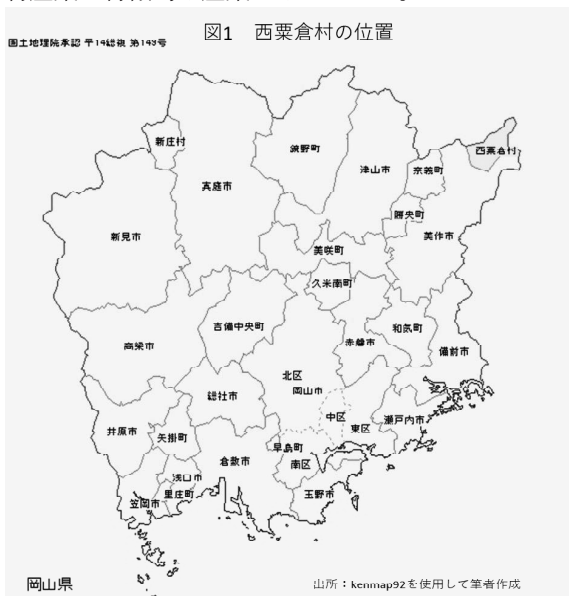 図1 西粟倉村の位置
国土地理院承認 平14総複 第149号
新庄村
鏡野町
西粟倉村
津山市
奈義町
真庭市
勝央町
新見市
美作市
美咲町
久米南町
吉備中央町
和気町
高梁市
赤磐市
備前市
北区
岡山市
総社市
中区
瀬戸内市
東区
井原市
矢掛町
早島町
倉敷市
南区
浅口市
里庄町
玉野市
笠岡市
岡山県
出所：kenmap92を使用して筆者作成